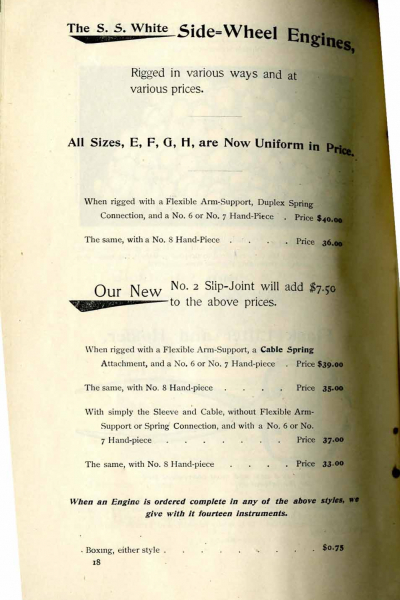 The S. S. White Side-Wheel Engines,
Rigged in various ways and at
various prices.
All Sizes, E, F, G, H, are Now Uniform in Price.
When rigged with a Flexible Arm-Support, Duplex Spring
Connection, and a No. 6 or No. 7 Hand-Piece . Price $40.00
The same, with a No. 8 Hand-Piece . . . . Price 36.00
Our New No. 2 Slip-Joint will add $7.50
to the above prices.
When rigged with a Flexible Arm-Support, a Cable Spring
Attachment, and a No. 6 or No. 7 Hand-piece . Price $39.00
The same, with No. 8 Hand-piece . . . . Price 35.00
With simply the Sleeve and Cable, without Flexible Arm-
Support or Spring Connection, and with a No. 6 or No.
7 Hand-piece . . . . . . . Price 37.00
The same, with No. 8 Hand-piece . . . . Price 33.00
When an Engine is ordered complete in any of the above styles, we
give with it fourteen instruments.
Boxing, either style . . . . . . . . $0.75
18